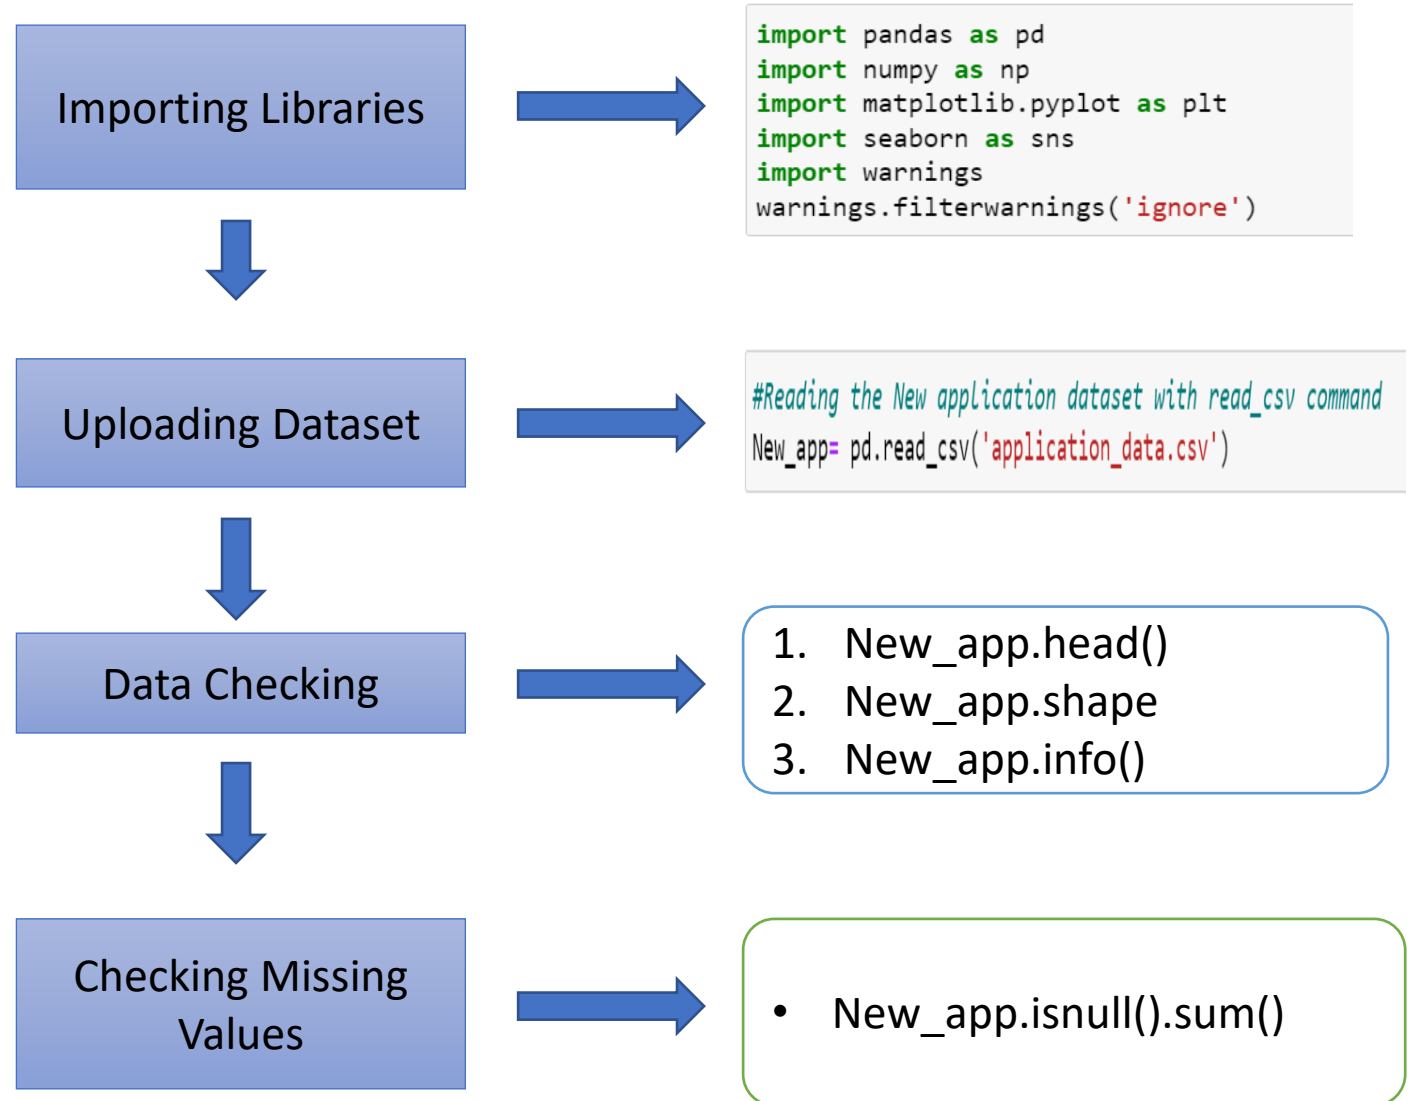 Importing Libraries
import pandas as pd
import numpy as np
import matplotlib.pyplot as plt
import seaborn as sns
import warnings
warnings.filterwarnings('ignore')
Uploading Dataset
#Reading the New application dataset with read_csv command
New_app= pd.read_csv('application_data.csv')
Data Checking
1. New_app.head()
2. New_app.shape
3. New_app.info()
Checking Missing
Values
• New_app.isnull().sum()